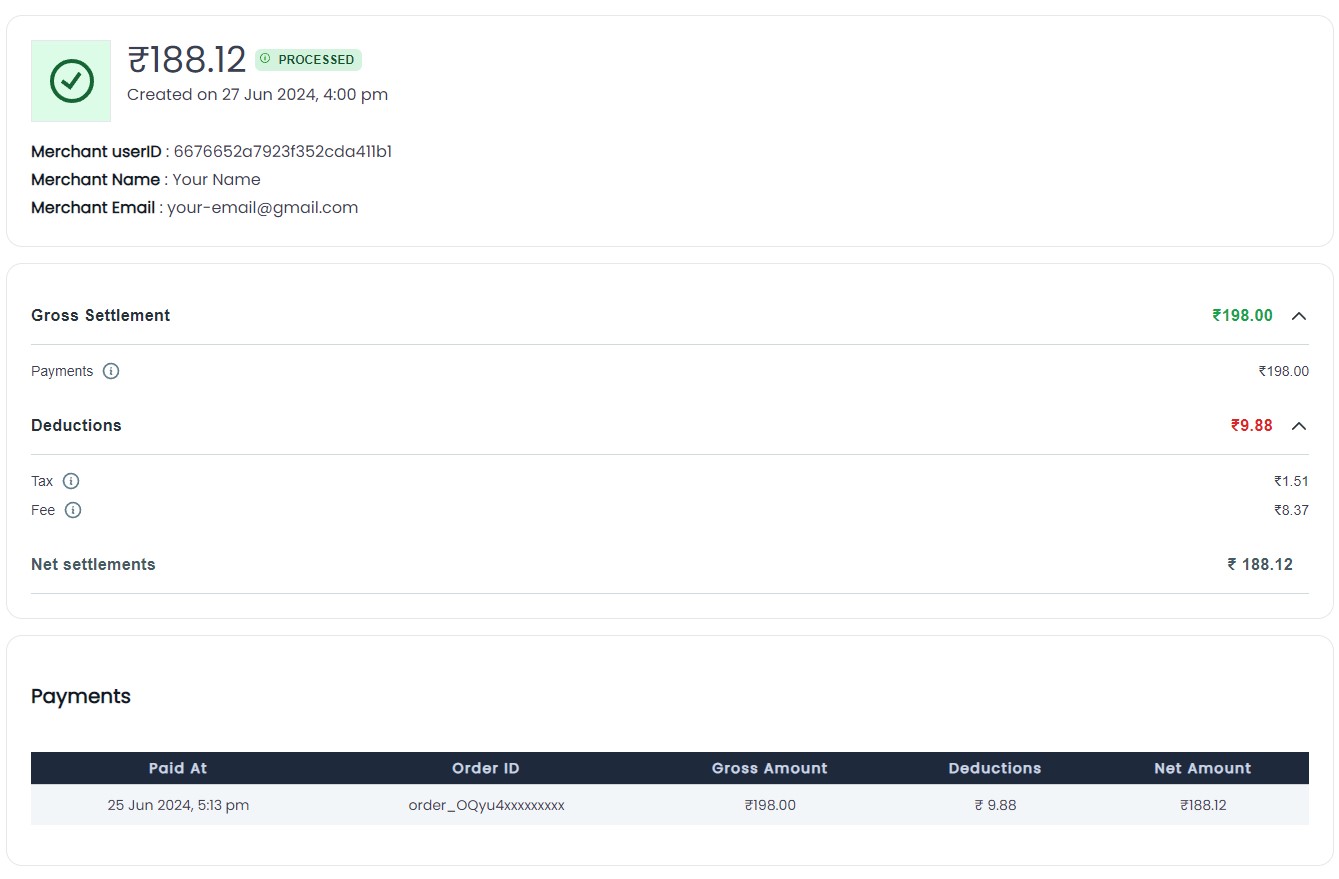 ₹188.12 PROCESSED
Created on 27 Jun 2024, 4:00 pm
Merchant userID : 6676652a7923f352cda411b1
Merchant Name : Your Name
Merchant Email : your-email@gmail.com
Gross Settlement ₹198.00
Payments ₹198.00
Deductions ₹9.88
Tax ₹1.51
Fee ₹8.37
Net settlements ₹ 188.12
Payments
Paid At Order ID Gross Amount Deductions Net Amount
25 Jun 2024, 5:13 pm order_OQyu4xxxxxxxxx ₹198.00 ₹ 9.88 ₹188.12